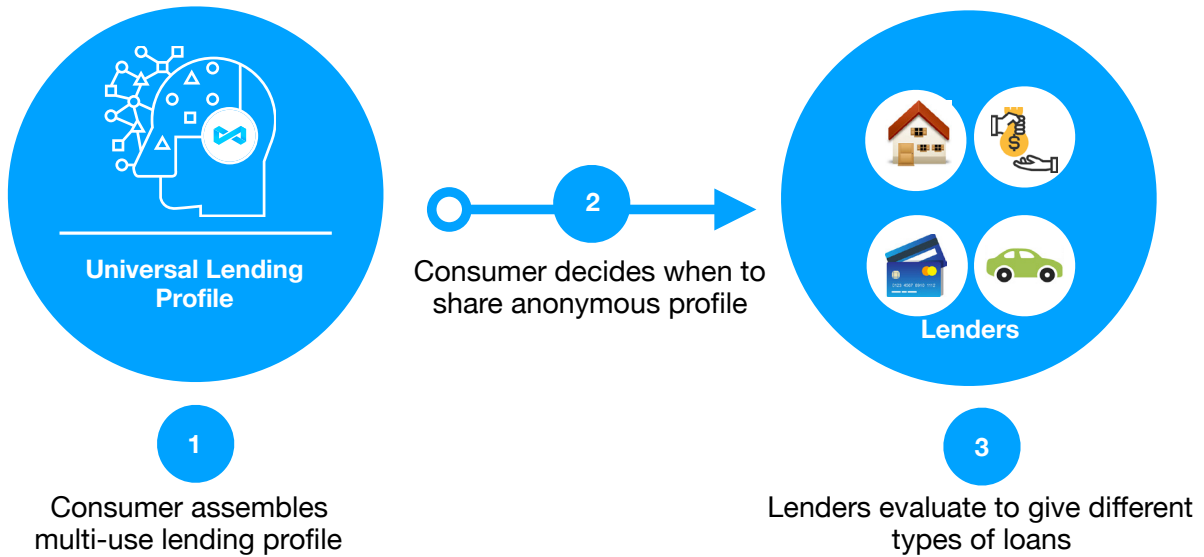 Universal Lending
Profile
1
Consumer assembles
multi-use lending profile
2
Consumer decides when to
share anonymous profile
$
Lenders
3
Lenders evaluate to give different
types of loans